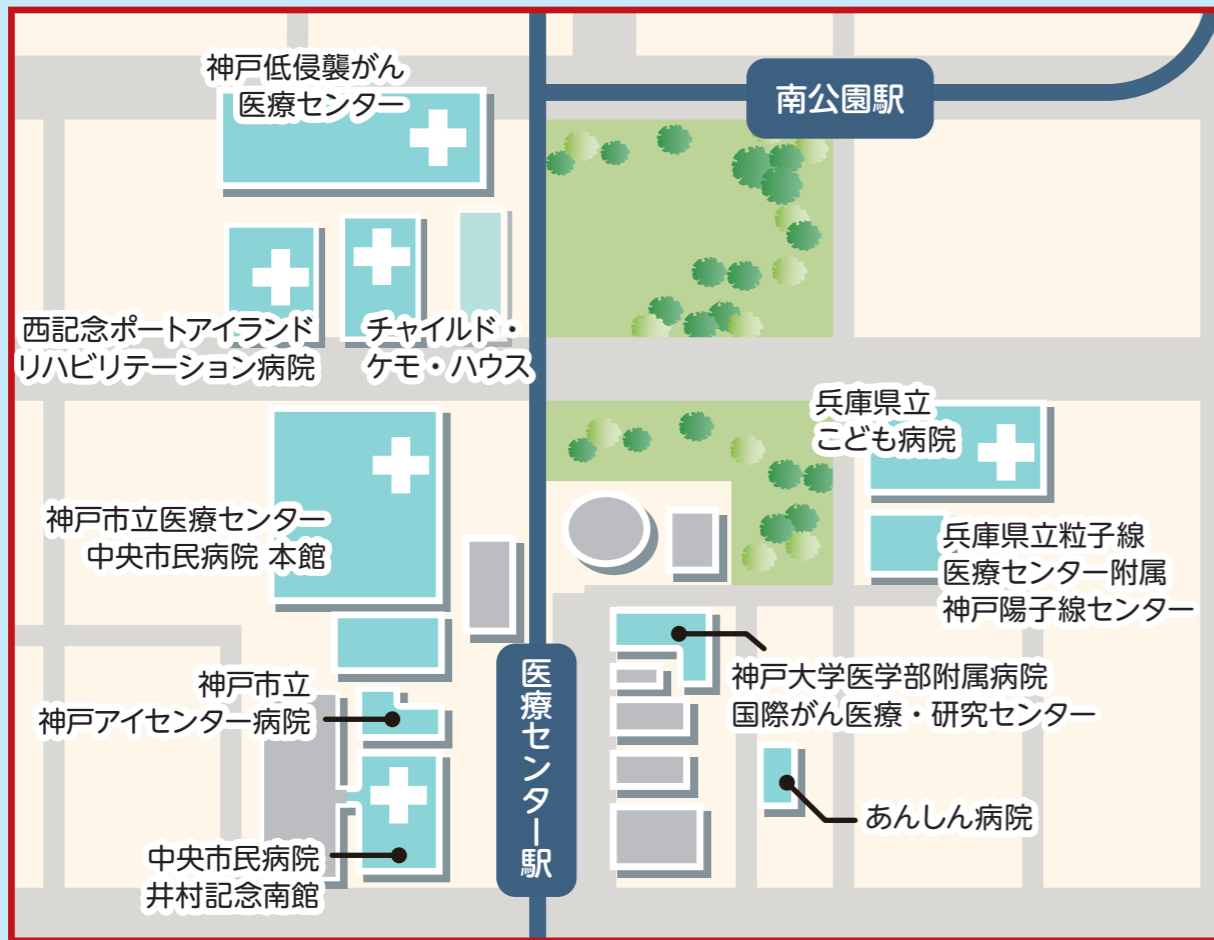 神戸低侵襲がん
医療センター
南公園駅
西記念ポートアイランド
リハビリテーション病院
チャイルド・
ケモ・ハウス
兵庫県立
こども病院
神戸市立医療センター
中央市民病院 本館
兵庫県立粒子線
医療センター附属
神戸陽子線センター
神戸市立
神戸アイセンター病院
医療センター駅
神戸大学医学部附属病院
国際がん医療・研究センター
あんしん病院
中央市民病院
井村記念南館